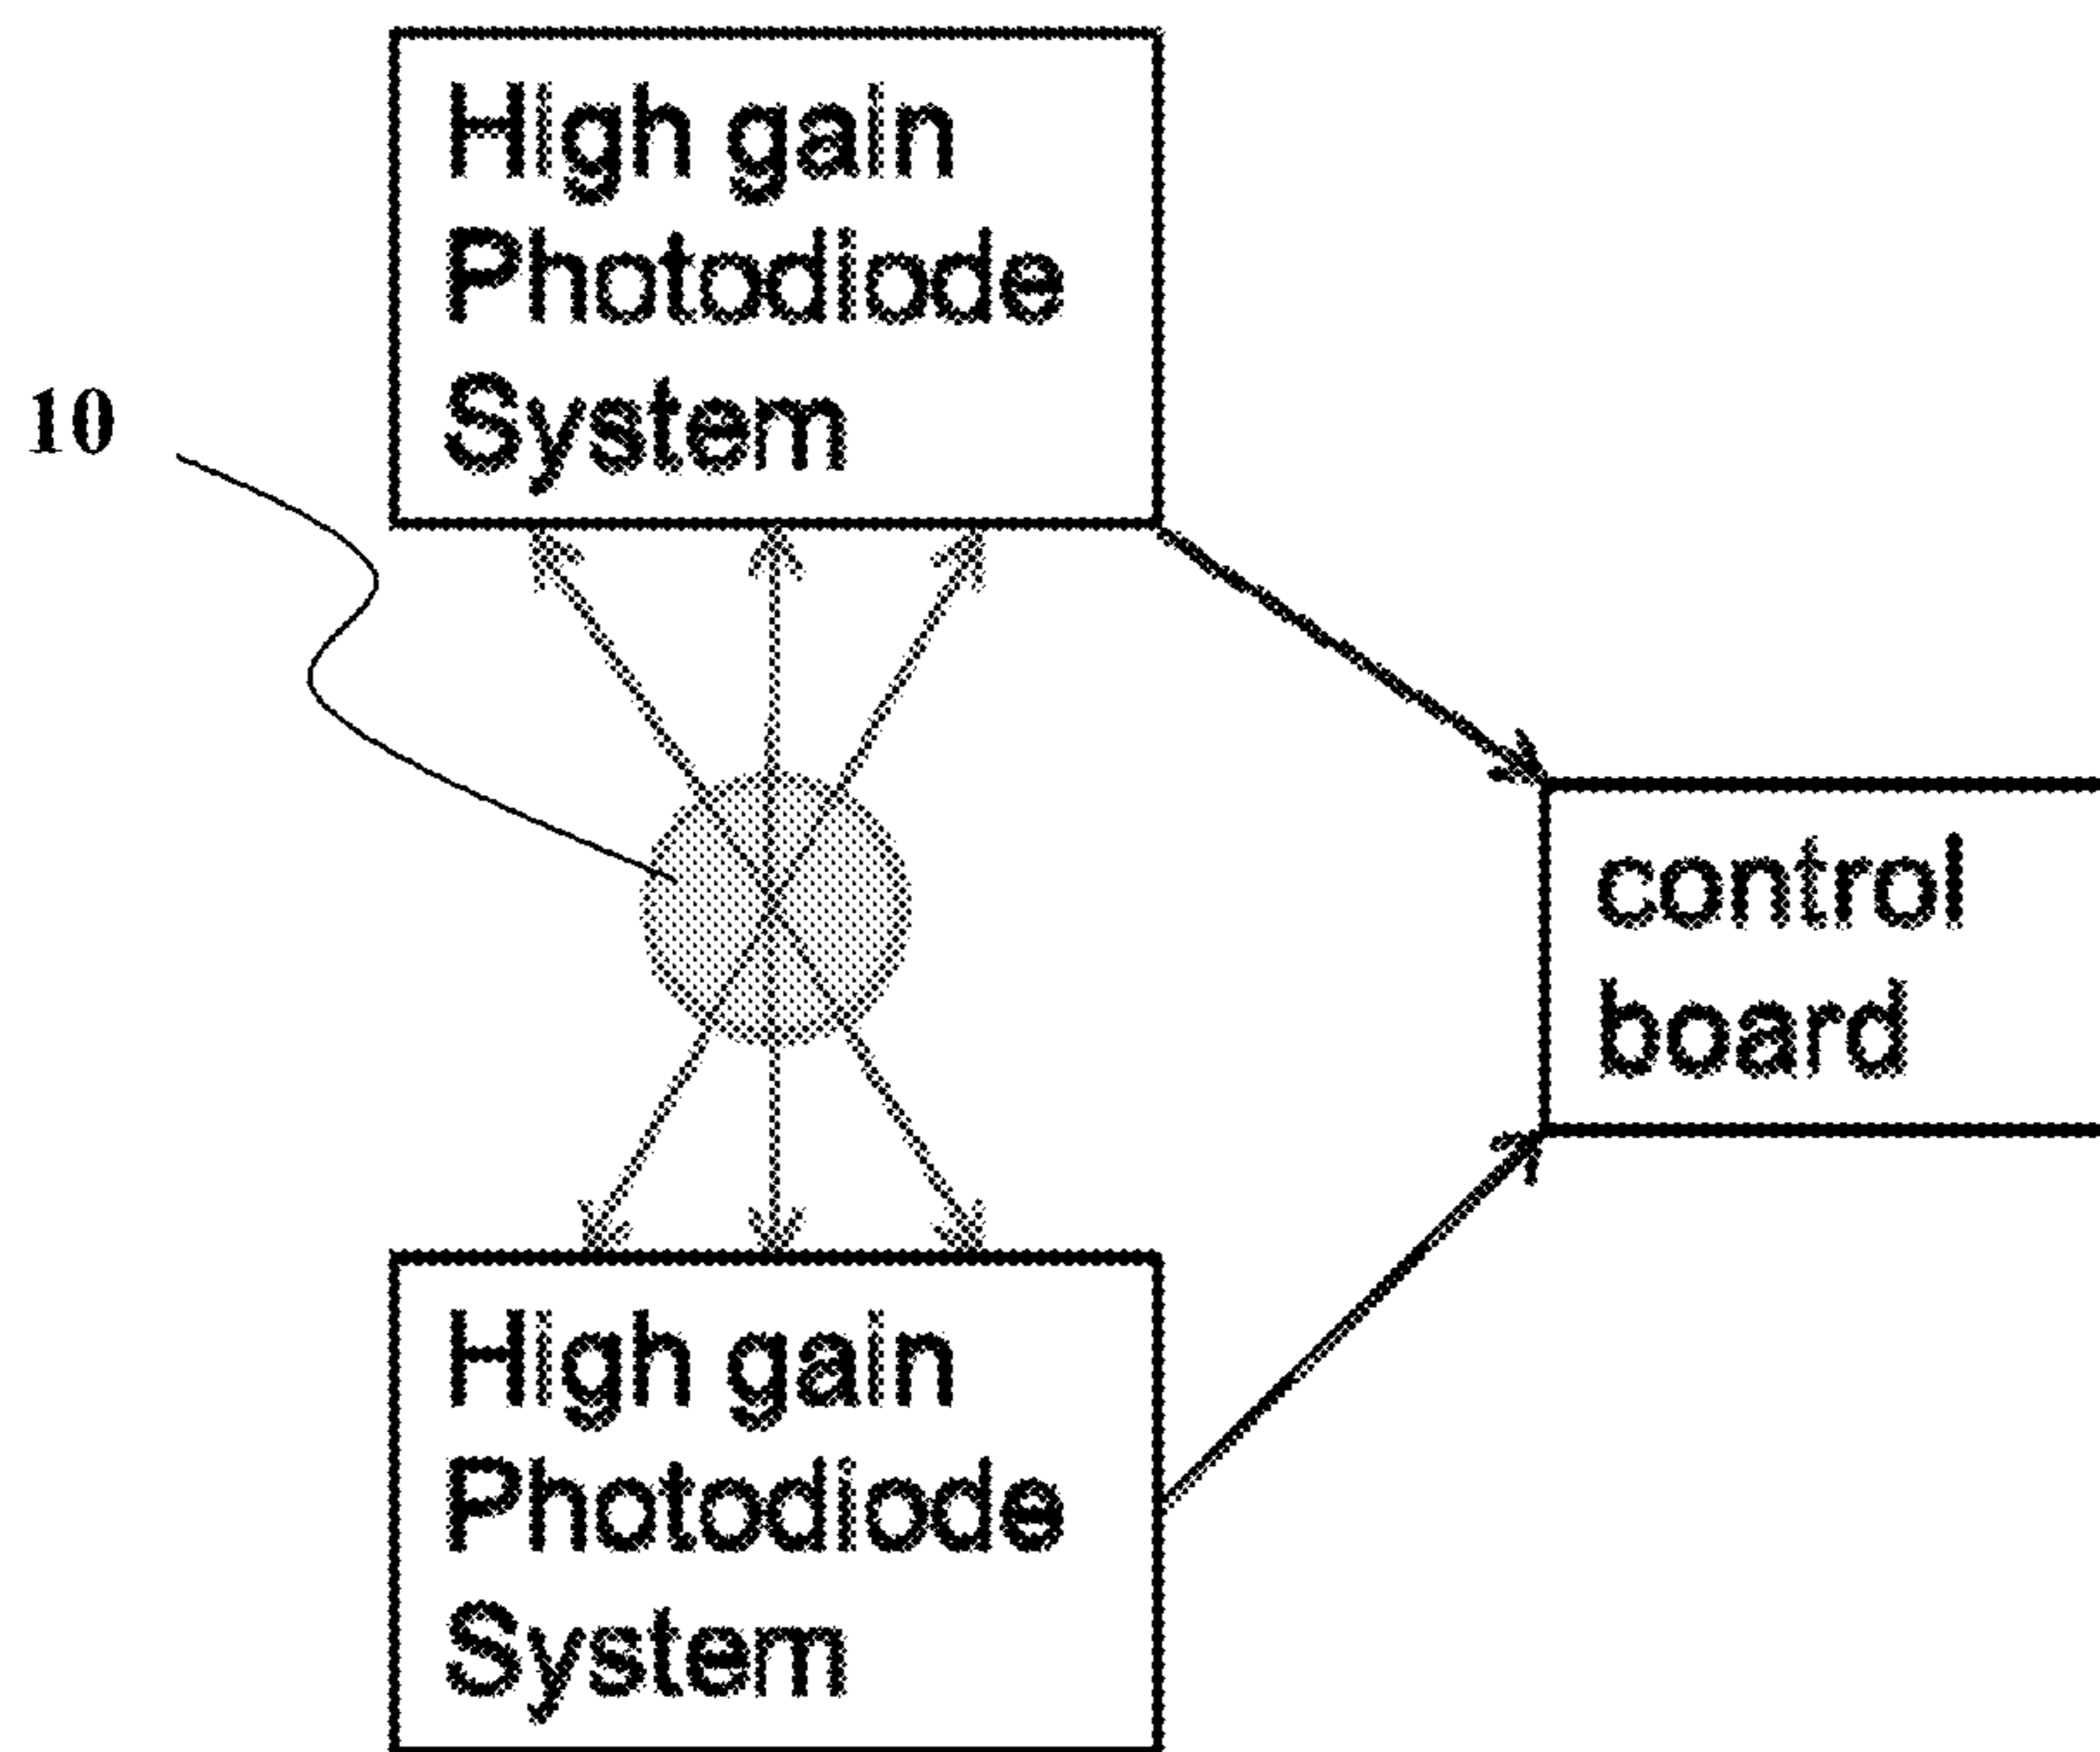 High gain
Photodiode
System
10
control
board
High gain
Photodiode
System